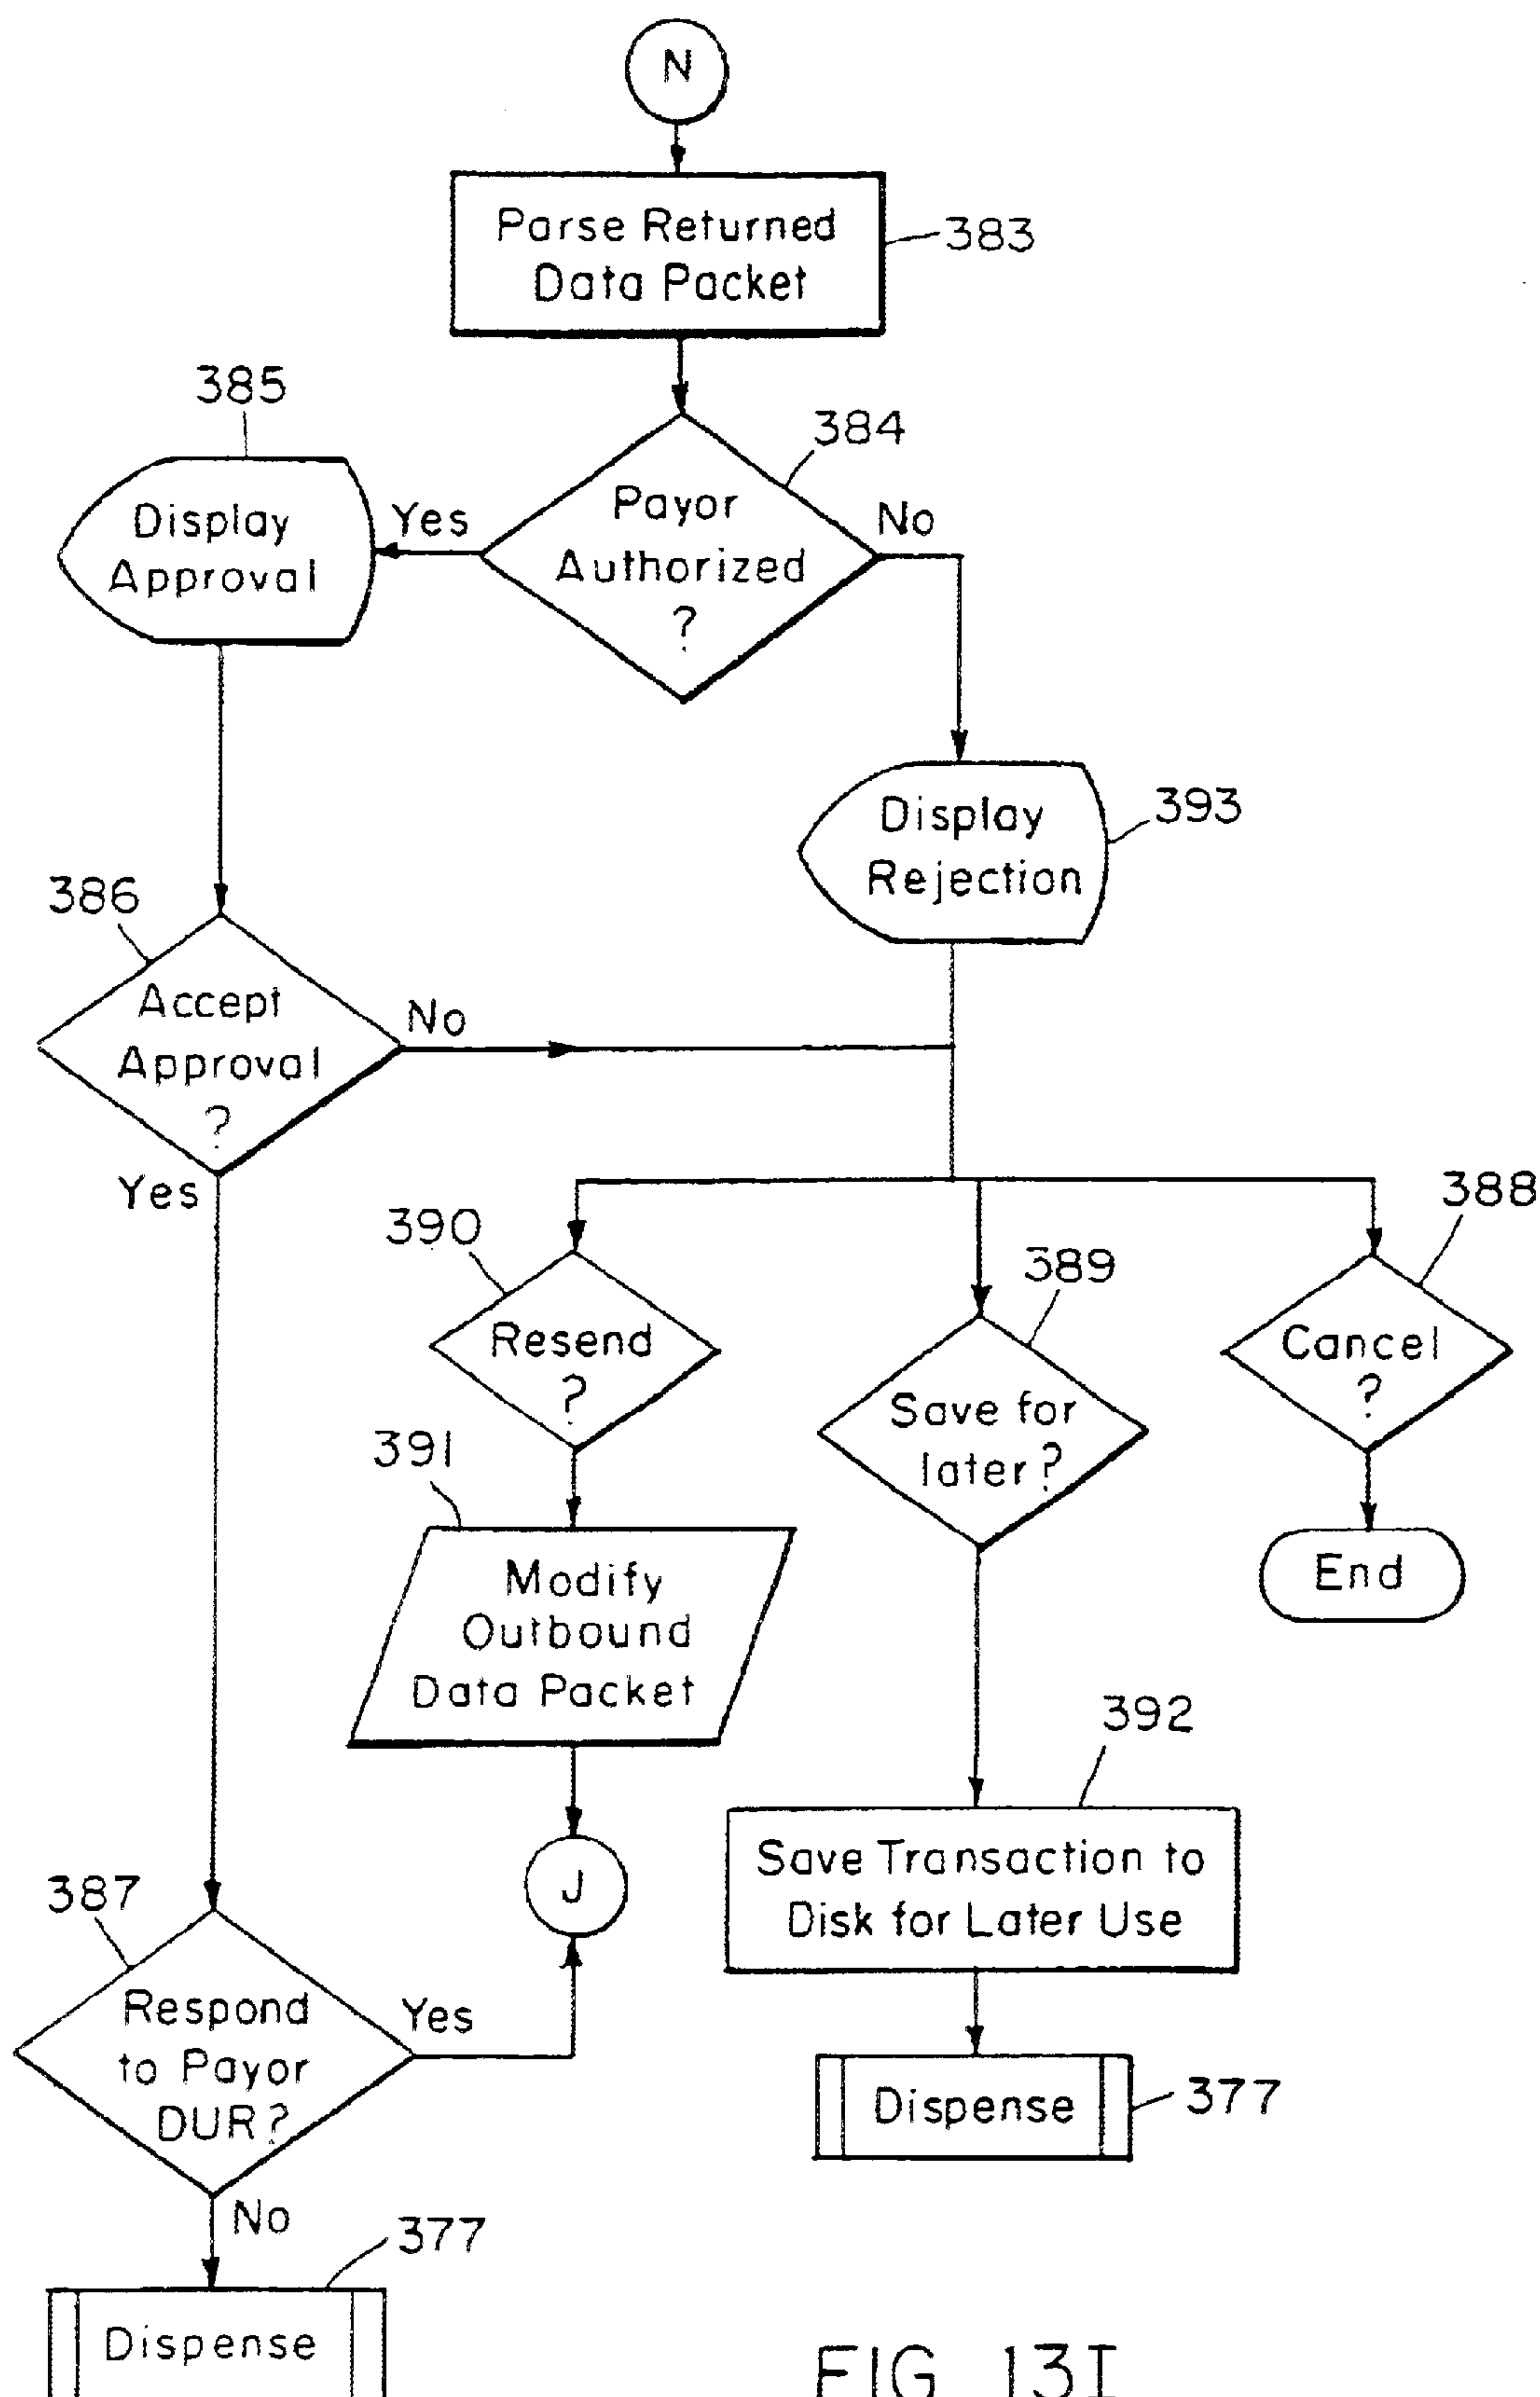 N
Parse Returned
Data Packet
383
385
384
Display
Approval
Yes
Payor
Authorized
?
No
Display
Rejection
393
386
Accept
Approval
?
No
Yes
390
389
388
Resend
?
Save for
later?
Cancel
?
391
Modify
Outbound
Data Packet
End
392
J
Save Transaction to
Disk for Later Use
387
Respond
to Payor
DUR?
Yes
Dispense
377
No
377
Dispense
FIG. 13I